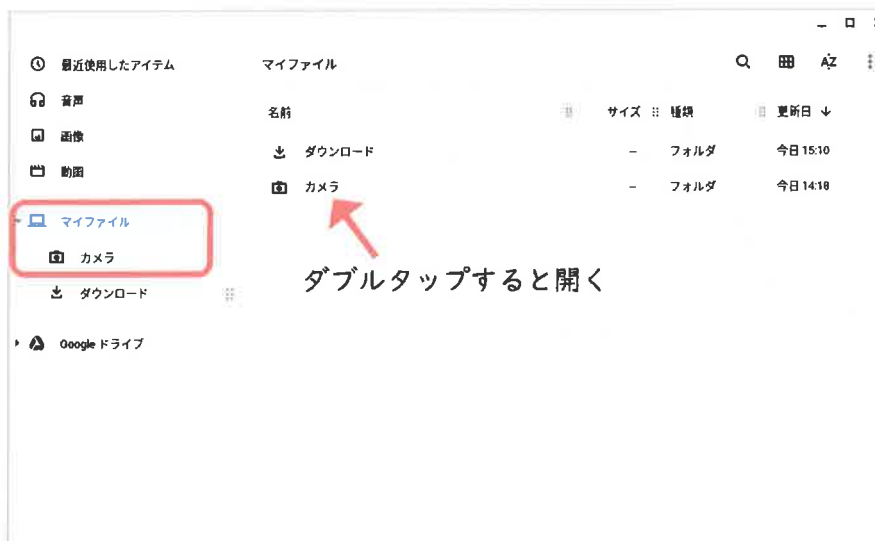 最近使用したアイテム
音声
画像
動画
マイファイル
カメラ
ダウンロード
Google ドライブ
マイファイル
AZ
名前 サイズ 種類 更新日
ダウンロード – フォルダ 今日 15:10
カメラ – フォルダ 今日 14:18
ダブルタップすると開く